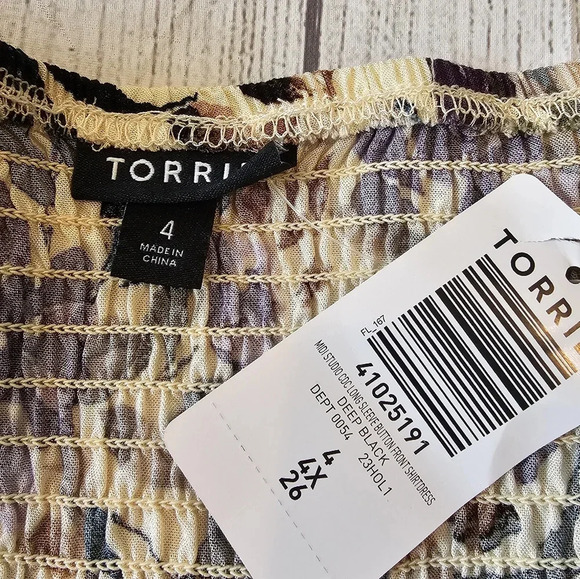 TORRI
4
MADE IN
CHINA
TORRI
FL_167
41025191
MIDI STUDIO CDC LONG SLEEVE BUTTON FRONT SHIRTDRESS
DEEP BLACK
DEPT 0054 23HOL1
4
4X
26